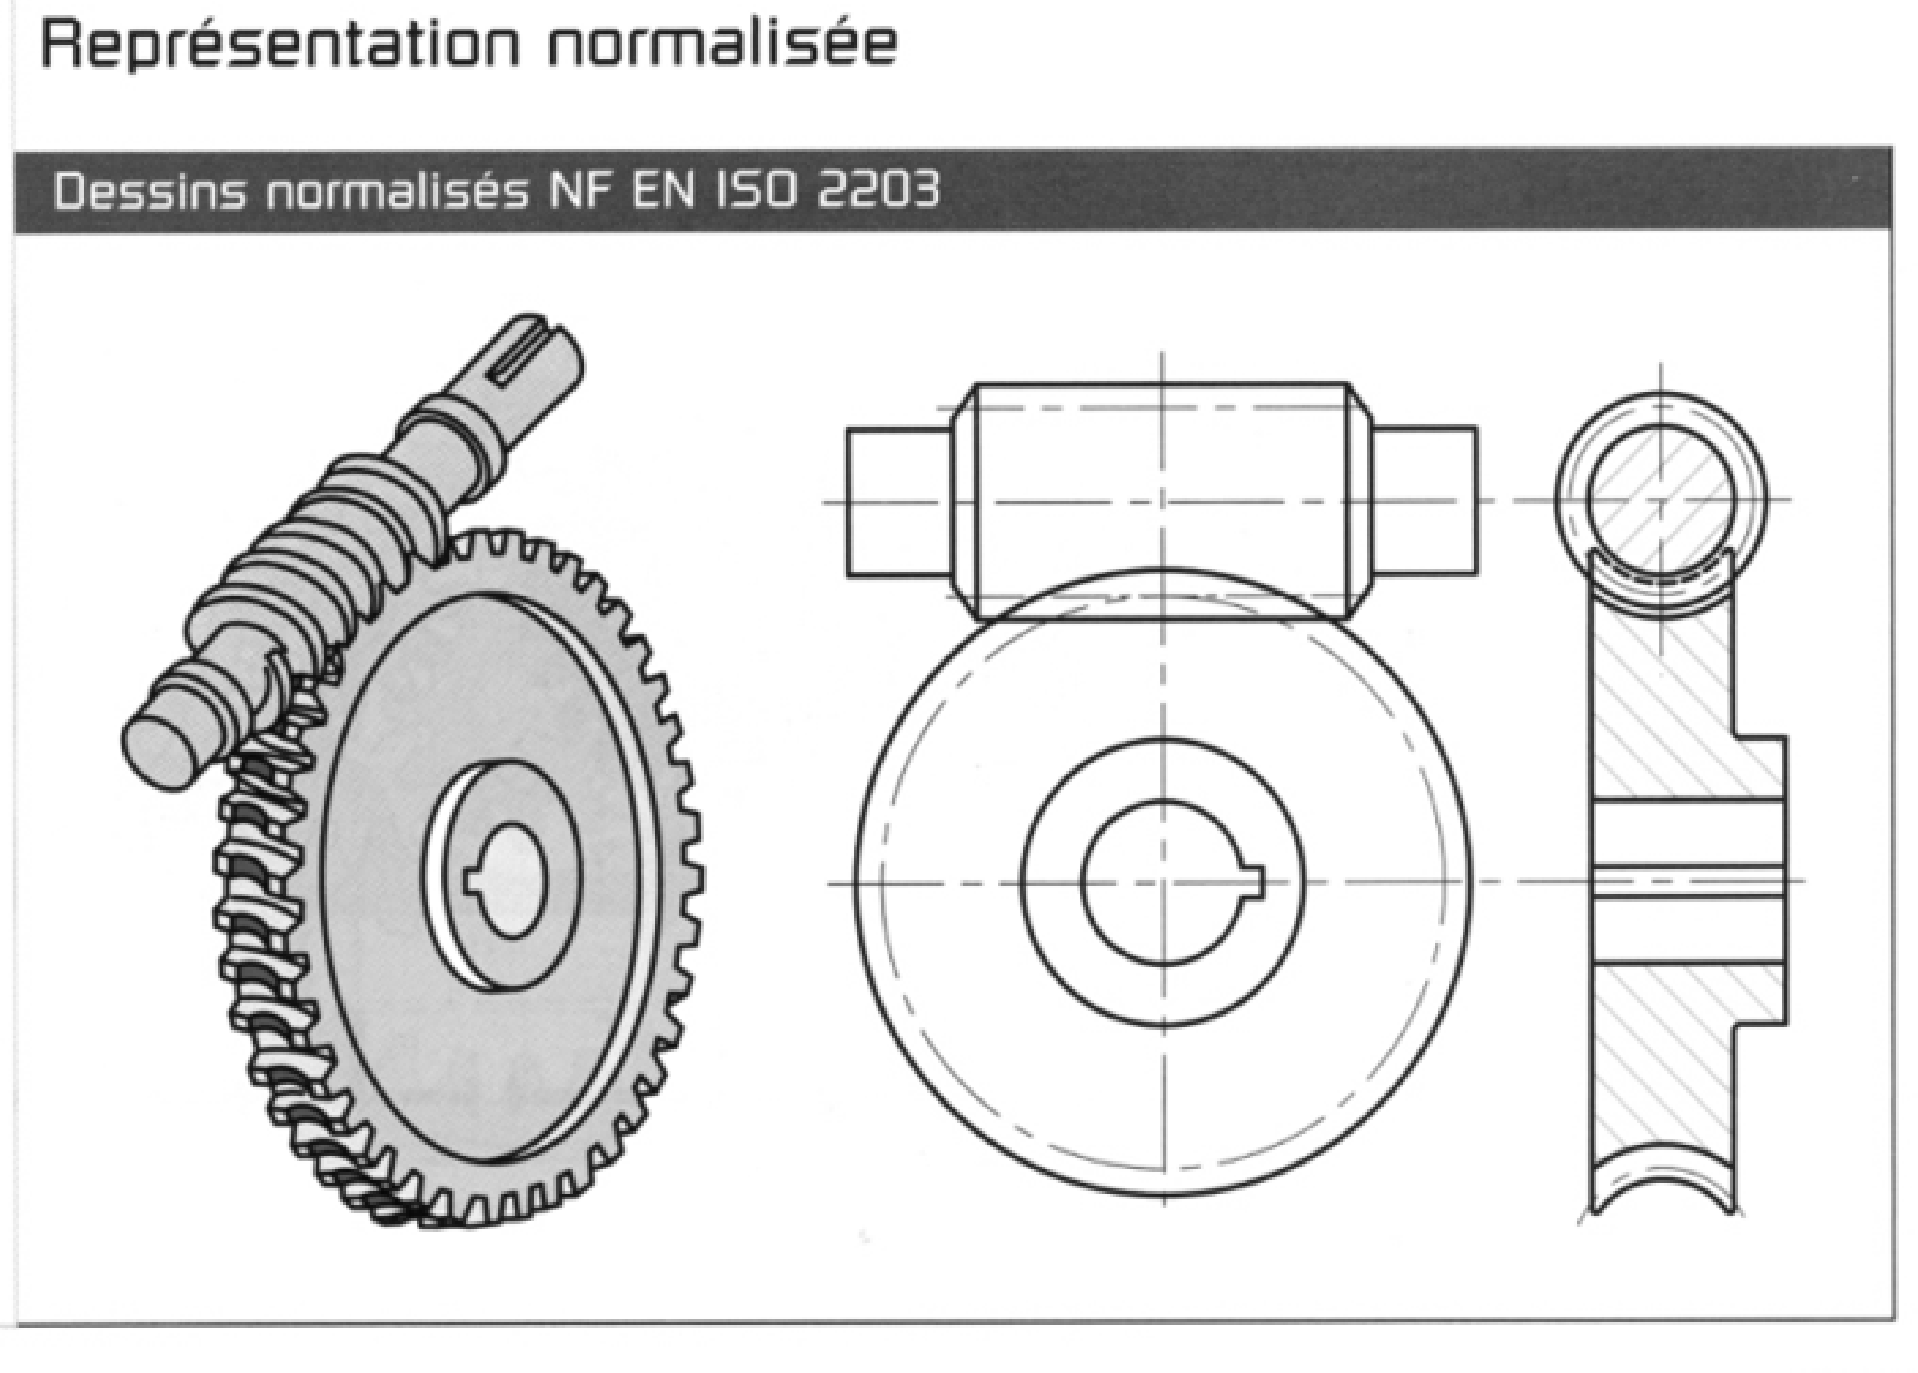 Représentation normalisée
Dessins normalisés NF EN ISO 2203